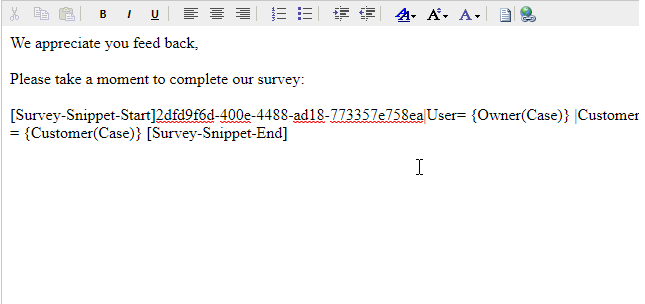 B I U A A A
We appreciate you feed back,
Please take a moment to complete our survey:
[Survey-Snippet-Start]2dfd9f6d-400e-4488-ad18-773357e758ea|User= {Owner(Case)} |Customer
= {Customer(Case)} [Survey-Snippet-End]